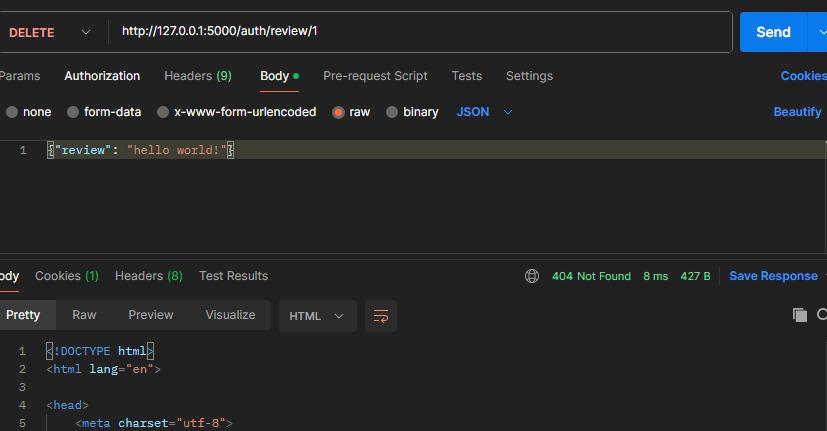 DELETE http://127.0.0.1:5000/auth/review/1 Send
Params Authorization Headers (9) Body Pre-request Script Tests Settings Cookies
none form-data x-www-form-urlencoded raw binary JSON Beautify
1 {"review": "hello world!"}
ody Cookies (1) Headers (8) Test Results 404 Not Found 8 ms 427 B Save Response
Pretty Raw Preview Visualize HTML
1 <!DOCTYPE html>
2 <html lang="en">
3
4 <head>
5 <meta charset="utf-8">